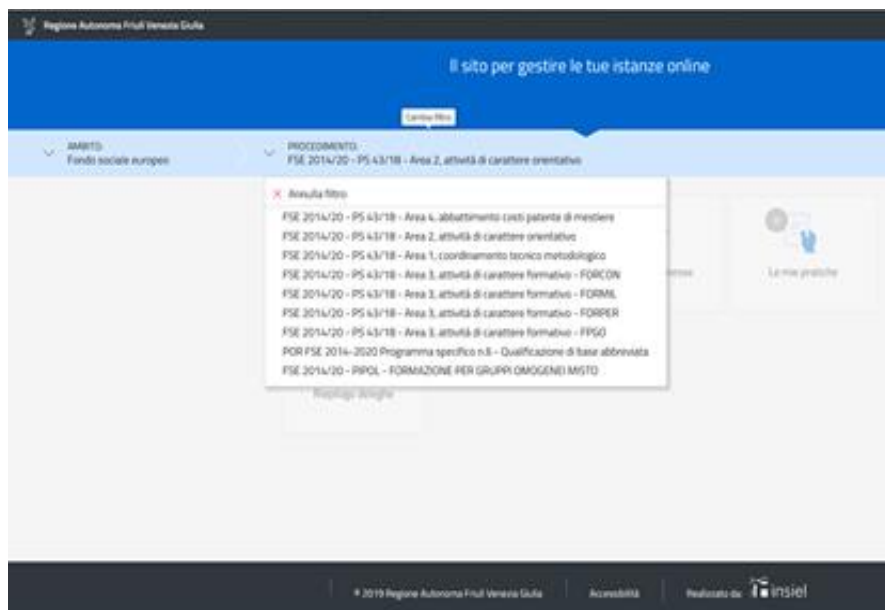 Regione Autonoma Friuli Venezia Giulia
Il sito per gestire le tue istanze online
Cambia filtro
AMBITO:
Fondo sociale europeo
PROCEDIMENTO:
FSE 2014/20 - PS 43/18 - Area 2, attività di carattere orientativo
Annulla filtro
FSE 2014/20 - PS 43/18 - Area 4, abbattimento costi patente di mestiere
FSE 2014/20 - PS 43/18 - Area 2, attività di carattere orientativo
FSE 2014/20 - PS 43/18 - Area 1, coordinamento tecnico metodologico
FSE 2014/20 - PS 43/18 - Area 3, attività di carattere formativo - FORCON
FSE 2014/20 - PS 43/18 - Area 3, attività di carattere formativo - FORMIL
FSE 2014/20 - PS 43/18 - Area 3, attività di carattere formativo - FORPER
FSE 2014/20 - PS 43/18 - Area 3, attività di carattere formativo - FPGO
POR FSE 2014-2020 Programma specifico n.6 - Qualificazione di base abbreviata
FSE 2014/20 - PIPOL - FORMAZIONE PER GRUPPI OMOGENEI MISTO
Le mie pratiche
Riepilogo deleghe
© 2019 Regione Autonoma Friuli Venezia Giulia
Accessibilità
Realizzato da:
insiel